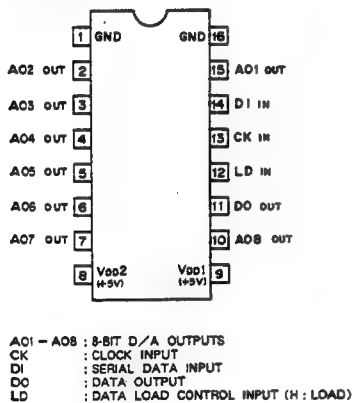 1 GND GND 16
AO2 OUT 2 15 AO1 OUT
AO3 OUT 3 14 DI IN
AO4 OUT 4 13 CK IN
AO5 OUT 5 12 LD IN
AO6 OUT 6 11 DO OUT
AO7 OUT 7 10 AO8 OUT
8 VDD2 VDD1 9
(+5V) (+5V)
AO1 - AO8 : 8-BIT D/A OUTPUTS
CK : CLOCK INPUT
DI : SERIAL DATA INPUT
DO : DATA OUTPUT
LD : DATA LOAD CONTROL INPUT (H : LOAD)